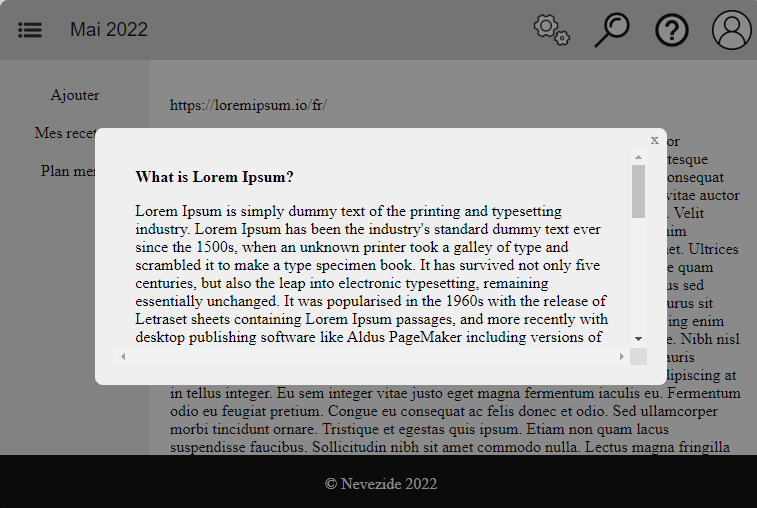 Mai 2022
Ajouter
Mes recet
Plan men
https://loremipsum.io/fr/
x
What is Lorem Ipsum?
Lorem Ipsum is simply dummy text of the printing and typesetting
industry. Lorem Ipsum has been the industry's standard dummy text ever
since the 1500s, when an unknown printer took a galley of type and
scrambled it to make a type specimen book. It has survived not only five
centuries, but also the leap into electronic typesetting, remaining
essentially unchanged. It was popularised in the 1960s with the release of
Letraset sheets containing Lorem Ipsum passages, and more recently with
desktop publishing software like Aldus PageMaker including versions of
or
tesque
onsequat
vitae auctor
. Velit
nim
net. Ultrices
e quam
us sed
urus sit
ing enim
e. Nibh nisl
auris
dipiscing at
in tellus integer. Eu sem integer vitae justo eget magna fermentum iaculis eu. Fermentum
odio eu feugiat pretium. Congue eu consequat ac felis donec et odio. Sed ullamcorper
morbi tincidunt ornare. Tristique et egestas quis ipsum. Etiam non quam lacus
suspendisse faucibus. Sollicitudin nibh sit amet commodo nulla. Lectus magna fringilla
© Nevezide 2022